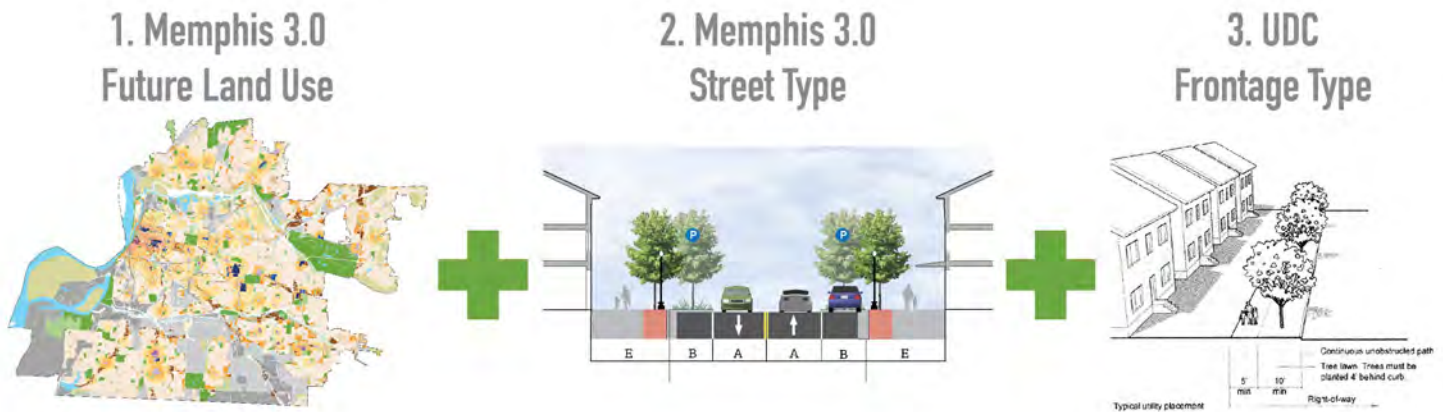 1. Memphis 3.0
Future Land Use
2. Memphis 3.0
Street Type
3. UDC
Frontage Type
P
P
E
B
A
A
B
E
Continuous unobstructed path
Tree lawn. Trees must be
planted 4' behind curb.
5'
min
10'
min
Right-of-way
Typical utility placement